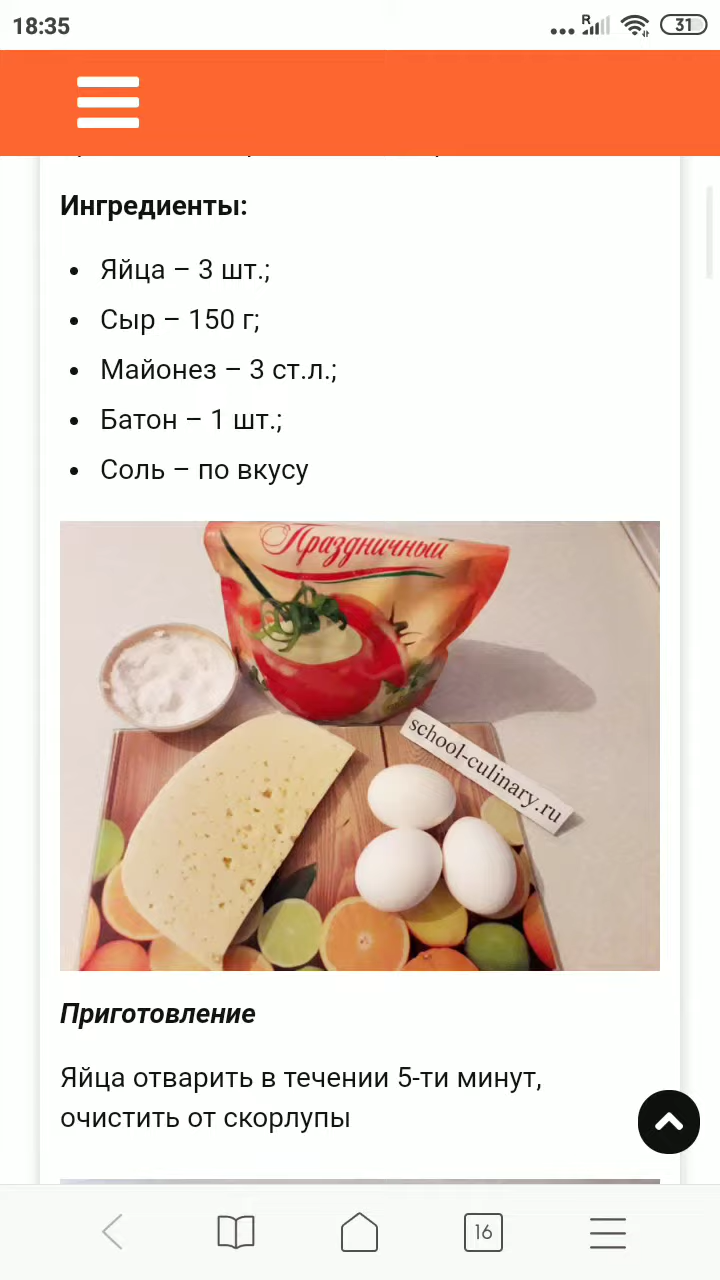 18:35
R
31
Ингредиенты:
Яйца – 3 шт.;
Сыр – 150 г;
Майонез – 3 ст.л.;
Батон – 1 шт.;
Соль – по вкусу
Праздничный
school-culinary.ru
Приготовление
Яйца отварить в течении 5-ти минут,
очистить от скорлупы
16